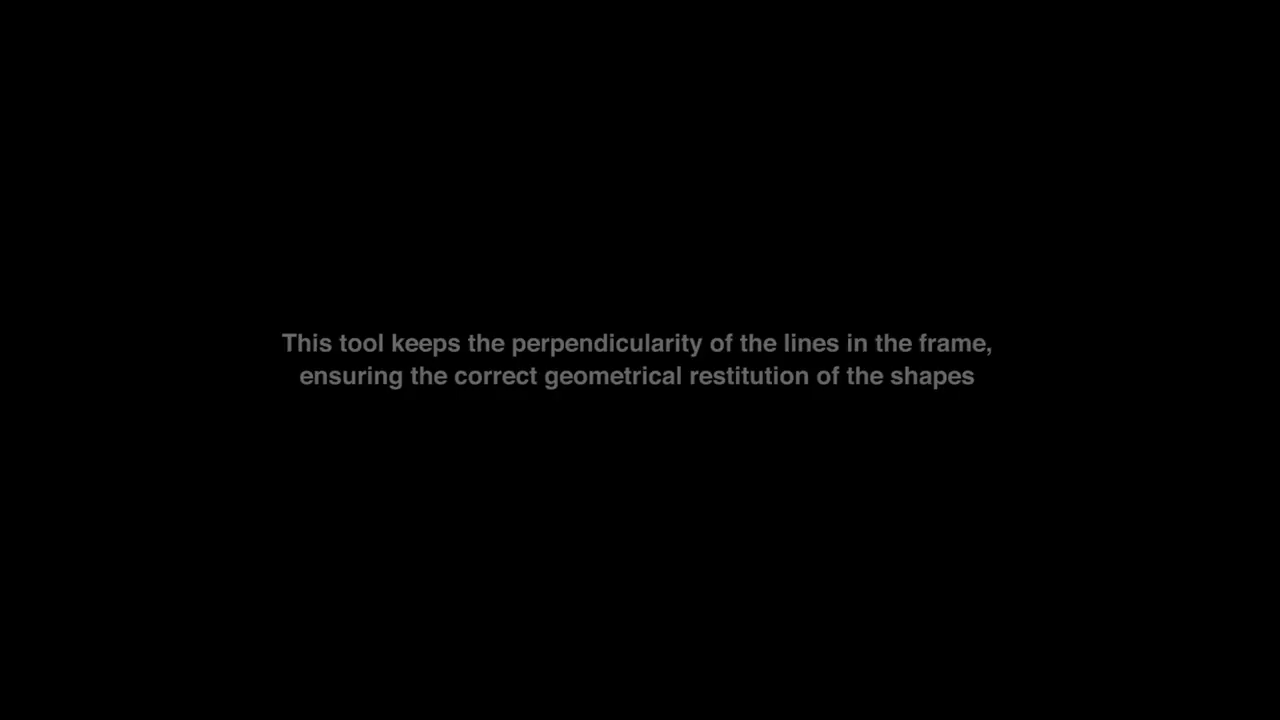 This tool keeps the perpendicularity of the lines in the frame,
ensuring the correct geometrical restitution of the shapes